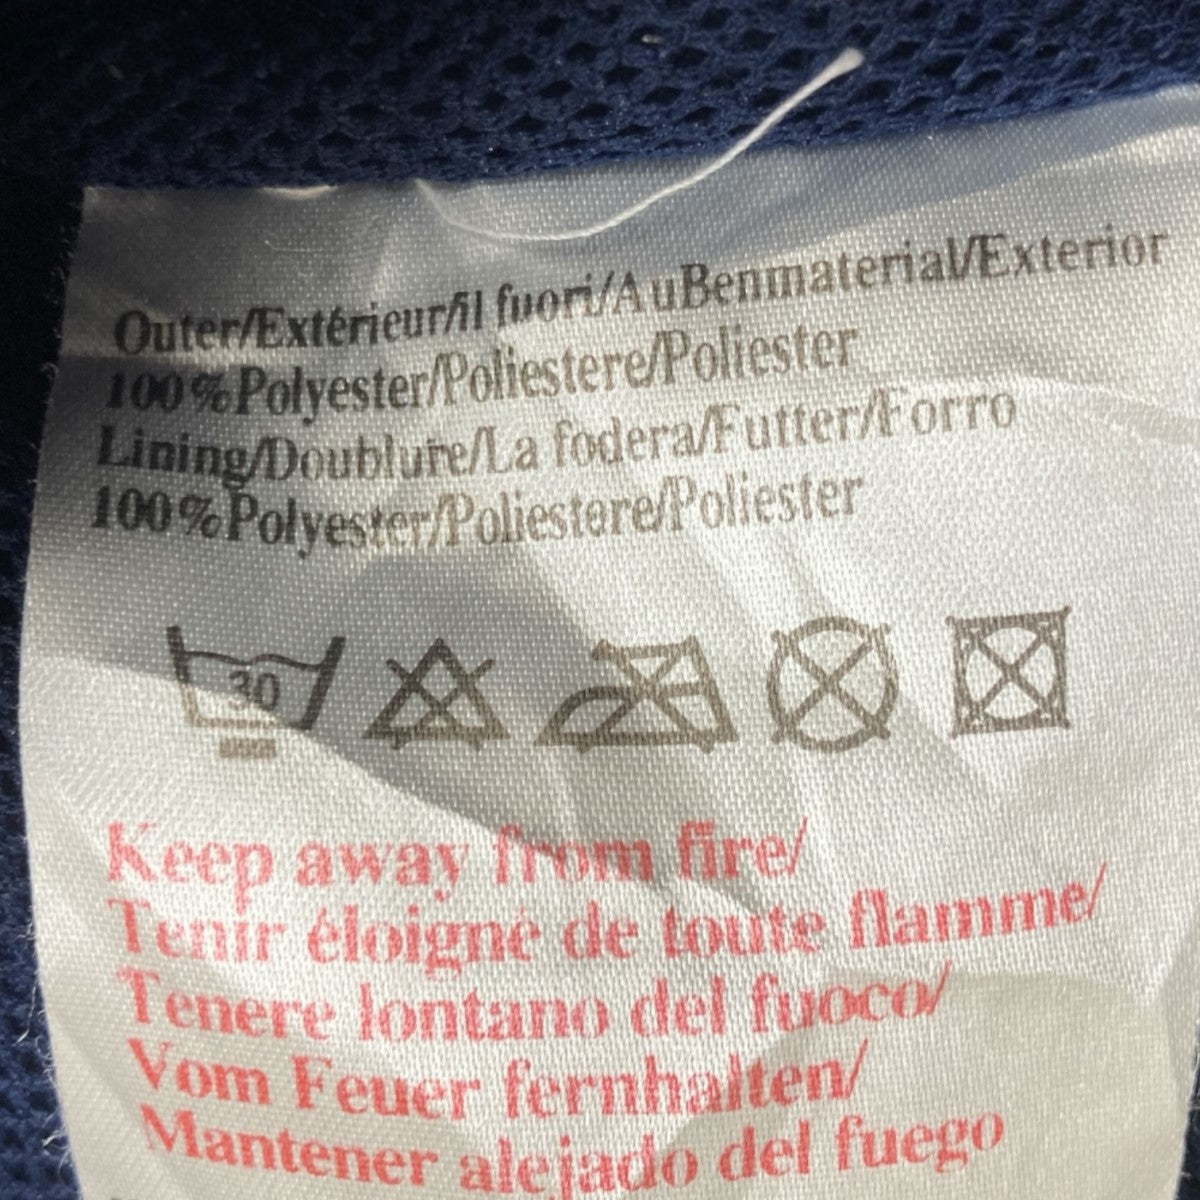 Outer/Extérieur/il fuori/AuBenmaterial/Exterior
100%Polyester/Poliestere/Poliester
Lining/Doublure/La fodera/Futter/Forro
100%Polyester/Poliestere/Poliester
30
Keep away from fire/
Tenir éloigné de toute flamme/
Tenere lontano del fuoco/
Vom Feuer fernhalten/
Mantener alejado del fuego